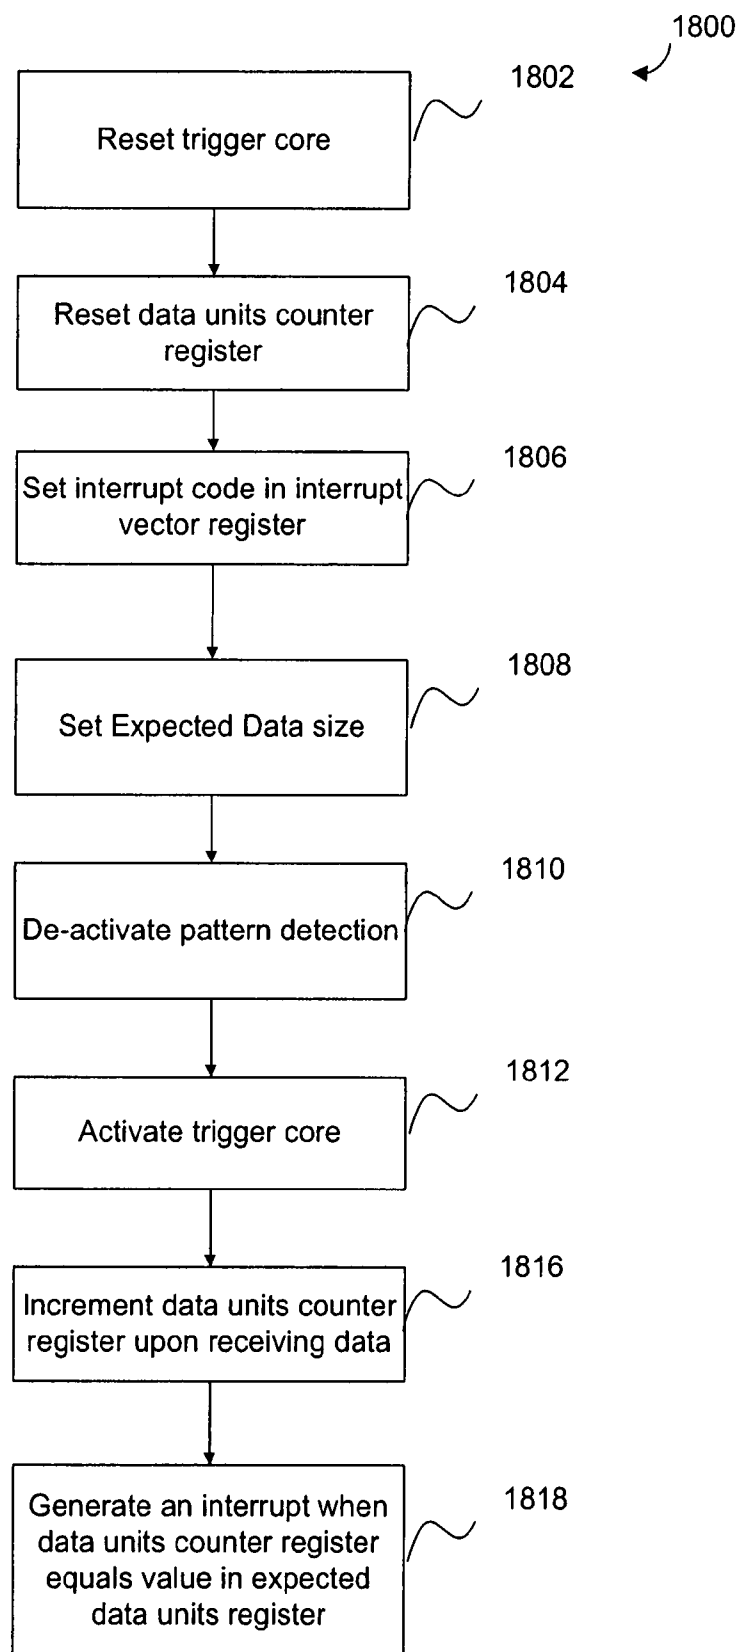 1800
1802
Reset trigger core
1804
Reset data units counter
register
1806
Set interrupt code in interrupt
vector register
1808
Set Expected Data size
1810
De-activate pattern detection
1812
Activate trigger core
1816
Increment data units counter
register upon receiving data
1818
Generate an interrupt when
data units counter register
equals value in expected
data units register